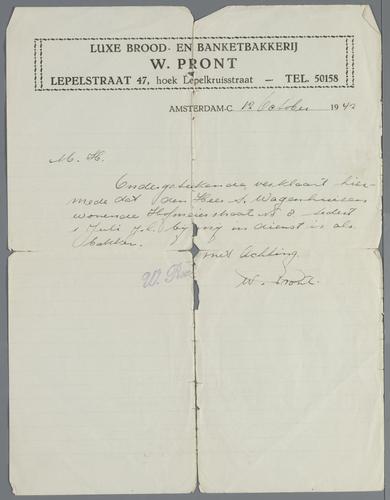 LUXE BROOD- EN BANKETBAKKERIJ
W. PRONT
LEPELSTRAAT 47, hoek Lepelkruisstraat — TEL. 50158
AMSTERDAM-C. 12 October 1942
M. H.
Ondergetekende verklaart hier-
mede dat den Heer S. Wagenhuizen
wonende Hofmeierstraat No 8 sedert
1 Juli j.l. bij mij in dienst is als
bakker.
met Achting.
W. Pront.
W. Pront